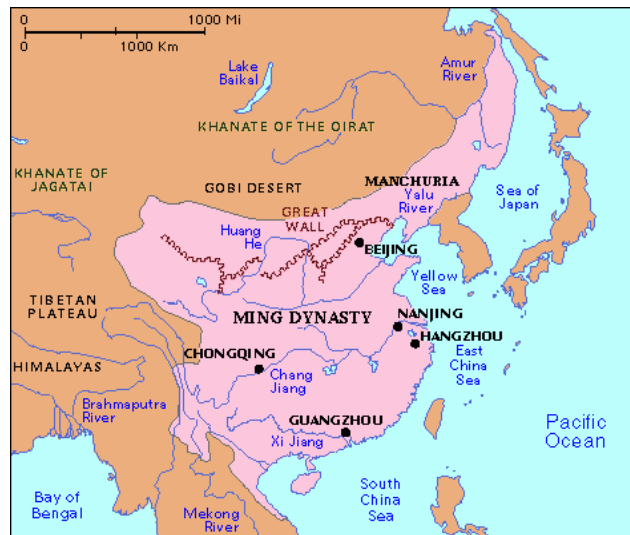 0 1000 Mi
0 1000 Km
Lake
Baikal
Amur
River
KHANATE OF THE OIRAT
KHANATE OF
JAGATAI
GOBI DESERT
MANCHURIA
Yalu
River
Sea of
Japan
GREAT
WALL
Huang
He
BEIJING
Yellow
Sea
TIBETAN
PLATEAU
MING DYNASTY
NANJING
HANGZHOU
CHONGQING
East
China
Sea
HIMALAYAS
Chang
Jiang
Brahmaputra
River
GUANGZHOU
Xi Jiang
Pacific
Ocean
Bay of
Bengal
Mekong
River
South
China
Sea